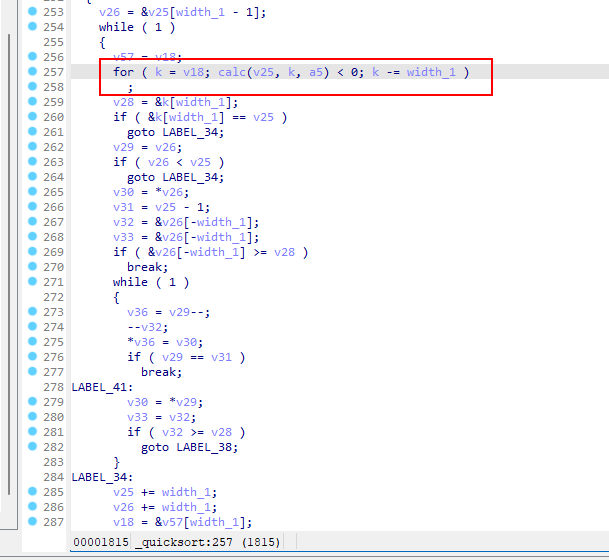 253 v26 = &v25[width_1 - 1];
254 while ( 1 )
255 {
256 v57 = v18;
257 for ( k = v18; calc(v25, k, a5) < 0; k -= width_1 )
258 ;
259 v28 = &k[width_1];
260 if ( &k[width_1] == v25 )
261 goto LABEL_34;
262 v29 = v26;
263 if ( v26 < v25 )
264 goto LABEL_34;
265 v30 = *v26;
266 v31 = v25 - 1;
267 v32 = &v26[-width_1];
268 v33 = &v26[-width_1];
269 if ( &v26[-width_1] >= v28 )
270 break;
271 while ( 1 )
272 {
273 v36 = v29--;
274 --v32;
275 *v36 = v30;
276 if ( v29 == v31 )
277 break;
278 LABEL_41:
279 v30 = *v29;
280 v33 = v32;
281 if ( v32 >= v28 )
282 goto LABEL_38;
283 }
284 LABEL_34:
285 v25 += width_1;
286 v26 += width_1;
287 v18 = &v57[width_1];
00001815 _quicksort:257 (1815)